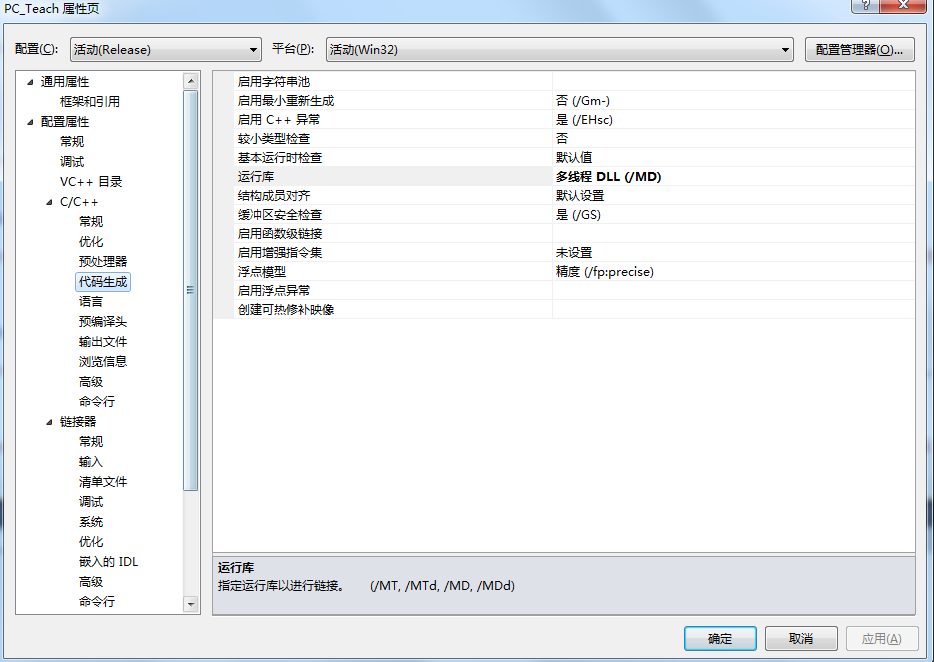 PC_Teach 属性页
配置(C): 活动(Release) 平台(P): 活动(Win32) 配置管理器(O)...
通用属性
框架和引用
配置属性
常规
调试
VC++ 目录
C/C++
常规
优化
预处理器
代码生成
语言
预编译头
输出文件
浏览信息
高级
命令行
链接器
常规
输入
清单文件
调试
系统
优化
嵌入的 IDL
高级
命令行
启用字符串池
启用最小重新生成 否 (/Gm-)
启用 C++ 异常 是 (/EHsc)
较小类型检查 否
基本运行时检查 默认值
运行库 多线程 DLL (/MD)
结构成员对齐 默认设置
缓冲区安全检查 是 (/GS)
启用函数级链接
启用增强指令集 未设置
浮点模型 精度 (/fp:precise)
启用浮点异常
创建可热修补映像
运行库
指定运行库以进行链接。 (/MT, /MTd, /MD, /MDd)
确定 取消 应用(A)